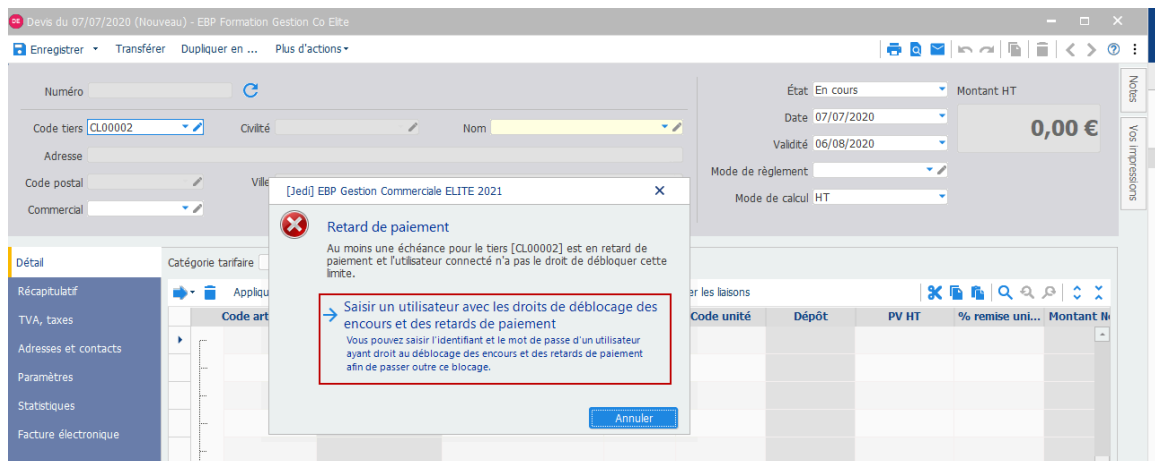 DE Devis du 07/07/2020 (Nouveau) - EBP Formation Gestion Co Elite
Enregistrer Transférer Dupliquer en ... Plus d'actions
Numéro
État En cours
Montant HT
Code tiers CL00002 Civilité Nom
Date 07/07/2020
0,00 €
Adresse
Validité 06/08/2020
Code postal Ville
Mode de règlement
Commercial
Mode de calcul HT
Notes
Vos impressions
[Jedi] EBP Gestion Commerciale ELITE 2021
Retard de paiement
Au moins une échéance pour le tiers [CL00002] est en retard de
paiement et l'utilisateur connecté n'a pas le droit de débloquer cette
limite.
Saisir un utilisateur avec les droits de déblocage des
encours et des retards de paiement
Vous pouvez saisir l'identifiant et le mot de passe d'un utilisateur
ayant droit au déblocage des encours et des retards de paiement
afin de passer outre ce blocage.
Annuler
Détail
Récapitulatif
TVA, taxes
Adresses et contacts
Paramètres
Statistiques
Facture électronique
Catégorie tarifaire
Appliqu
er les liaisons
Code art
Code unité Dépôt PV HT % remise uni... Montant N